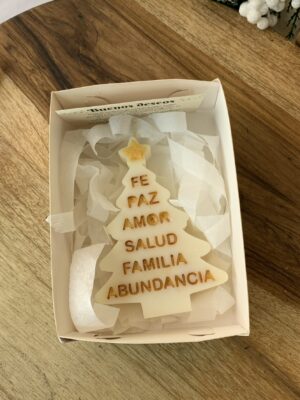 Buenos deseos
FE
PAZ
AMOR
SALUD
FAMILIA
ABUNDANCIA